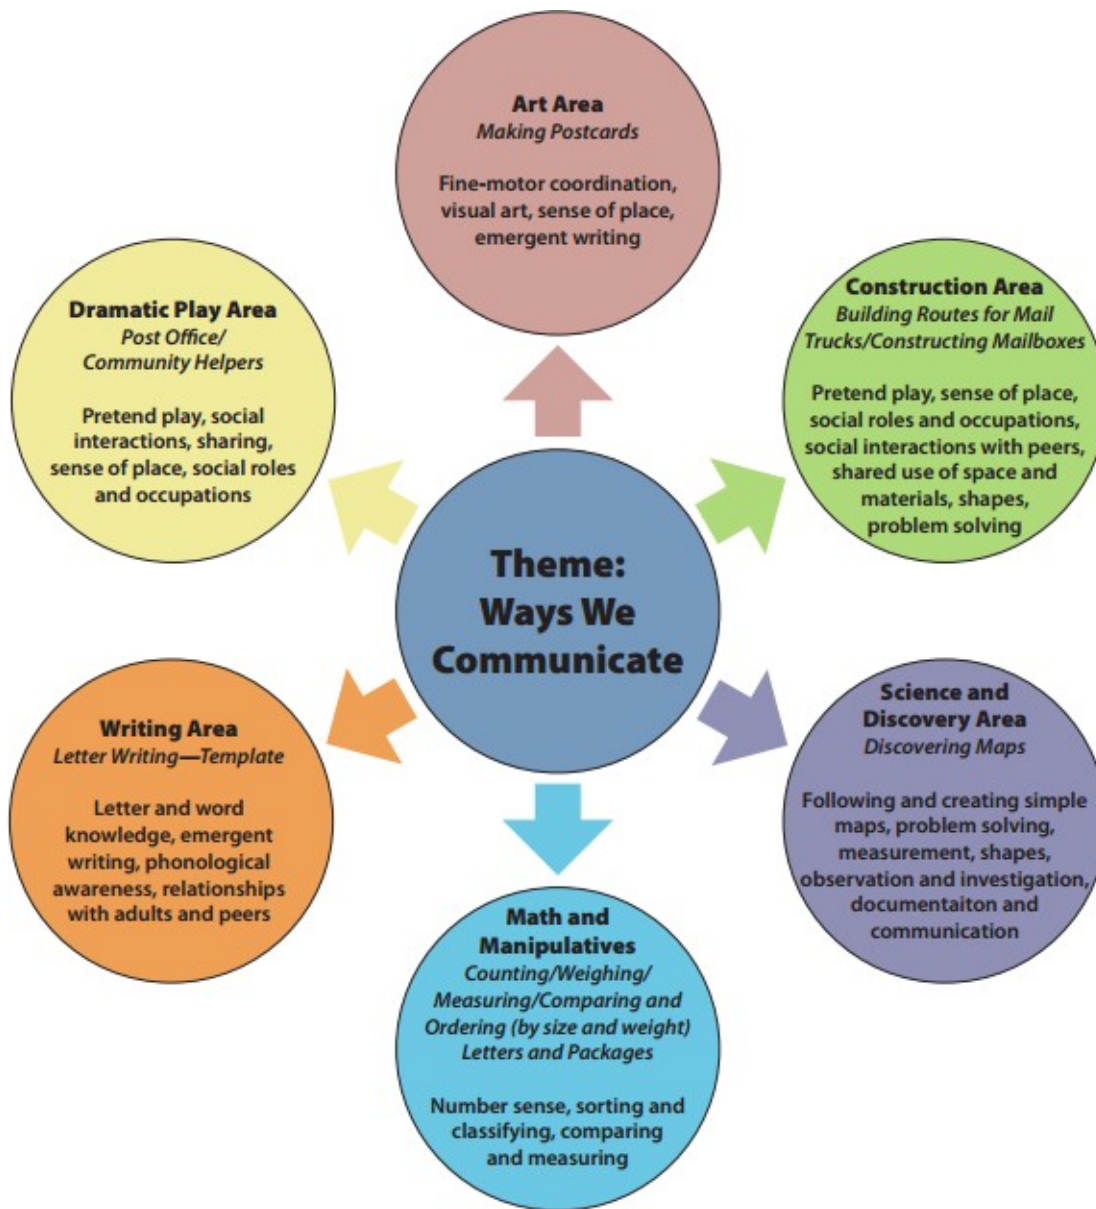 Art Area
Making Postcards
Fine-motor coordination,
visual art, sense of place,
emergent writing
Dramatic Play Area
Post Office/
Community Helpers
Pretend play, social
interactions, sharing,
sense of place, social roles
and occupations
Construction Area
Building Routes for Mail
Trucks/Constructing Mailboxes
Pretend play, sense of place,
social roles and occupations,
social interactions with peers,
shared use of space and
materials, shapes,
problem solving
Theme:
Ways We
Communicate
Writing Area
Letter Writing—Template
Letter and word
knowledge, emergent
writing, phonological
awareness, relationships
with adults and peers
Science and
Discovery Area
Discovering Maps
Following and creating simple
maps, problem solving,
measurement, shapes,
observation and investigation,
documentaiton and
communication
Math and
Manipulatives
Counting/Weighing/
Measuring/Comparing and
Ordering (by size and weight)
Letters and Packages
Number sense, sorting and
classifying, comparing
and measuring